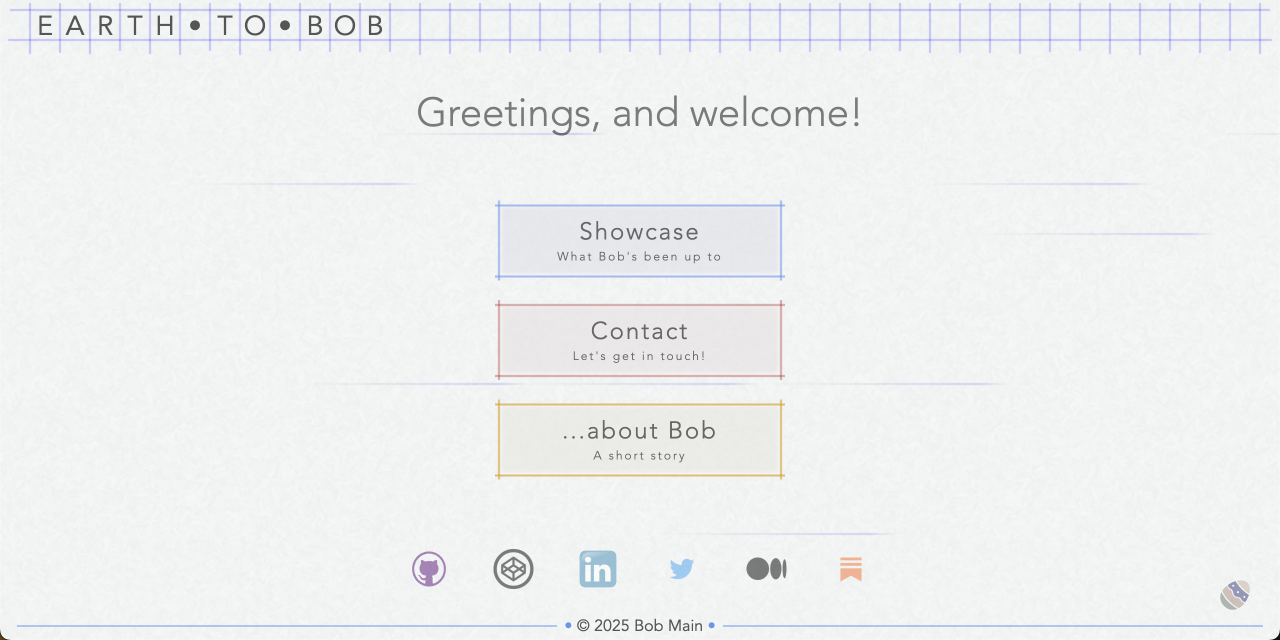 EARTH•TO•BOB
Greetings, and welcome!
Showcase
What Bob's been up to
Contact
Let's get in touch!
...about Bob
A short story
in
• © 2025 Bob Main •